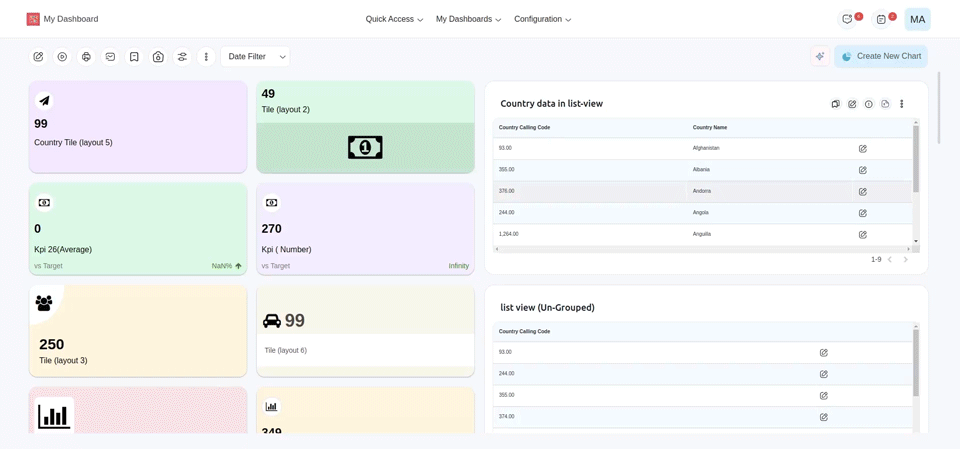 My Dashboard
Quick Access
My Dashboards
Configuration
MA
Date Filter
Create New Chart
99
Country Tile (layout 5)
49
Tile (layout 2)
1
0
Kpi 26(Average)
vs Target
NaN%
270
Kpi ( Number)
vs Target
Infinity
250
Tile (layout 3)
99
Tile (layout 6)
349
Country data in list-view
Country Calling Code Country Name
93.00 Afghanistan
355.00 Albania
376.00 Andorra
244.00 Angola
1,264.00 Anguilla
1-9
list view (Un-Grouped)
Country Calling Code
93.00
244.00
355.00
374.00